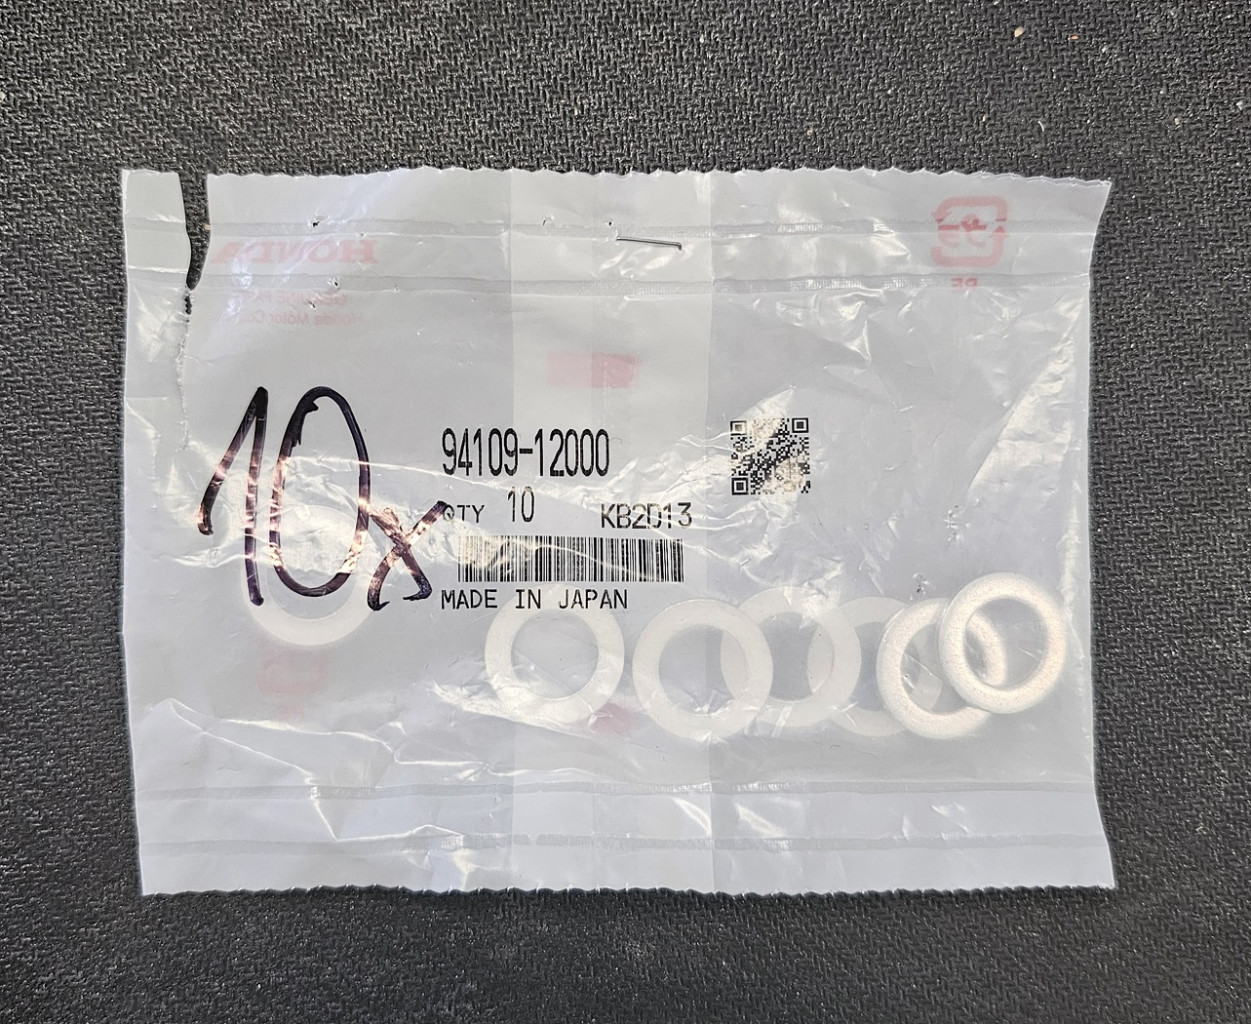 HONDA
10x
94109-12000
QTY 10 KB2D13
MADE IN JAPAN